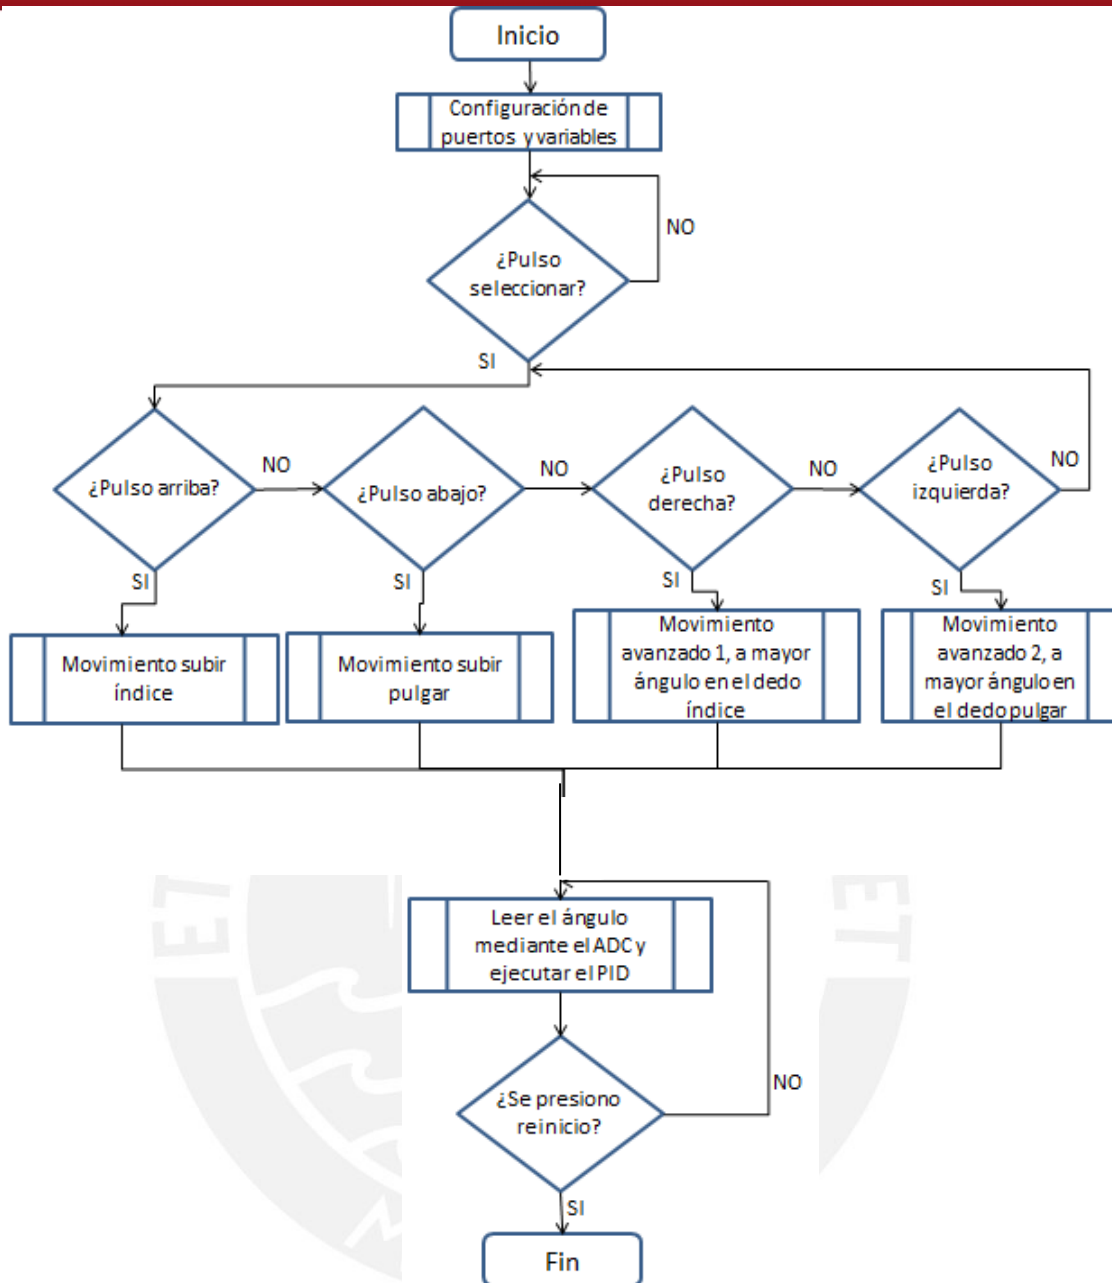 Inicio
Configuración de
puertos y variables
NO
¿Pulso
seleccionar?
SI
¿Pulso arriba?
NO
¿Pulso abajo?
NO
¿Pulso
derecha?
NO
¿Pulso
izquierda?
NO
SI
SI
SI
SI
Movimiento subir
índice
Movimiento subir
pulgar
Movimiento
avanzado 1, a mayor
ángulo en el dedo
índice
Movimiento
avanzado 2, a
mayor ángulo en
el dedo pulgar
ET
ET
Leer el ángulo
mediante el ADC y
ejecutar el PID
NO
¿Se presiono
reinicio?
SI
Fin